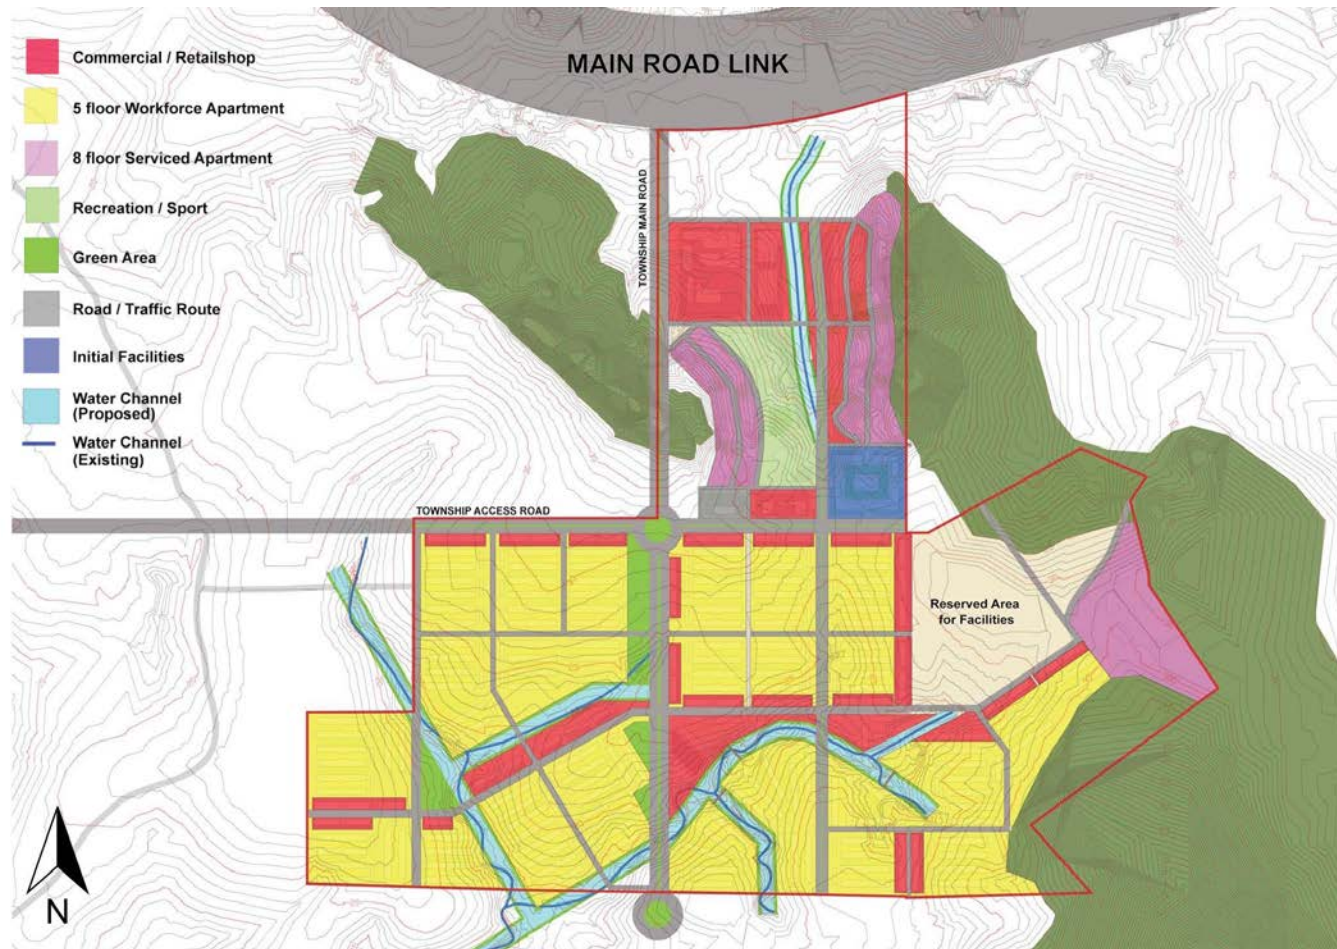 MAIN ROAD LINK
Commercial / Retailshop
5 floor Workforce Apartment
8 floor Serviced Apartment
Recreation / Sport
Green Area
Road / Traffic Route
Initial Facilities
Water Channel
(Proposed)
Water Channel
(Existing)
TOWNSHIP MAIN ROAD
TOWNSHIP ACCESS ROAD
Reserved Area
for Facilities
N